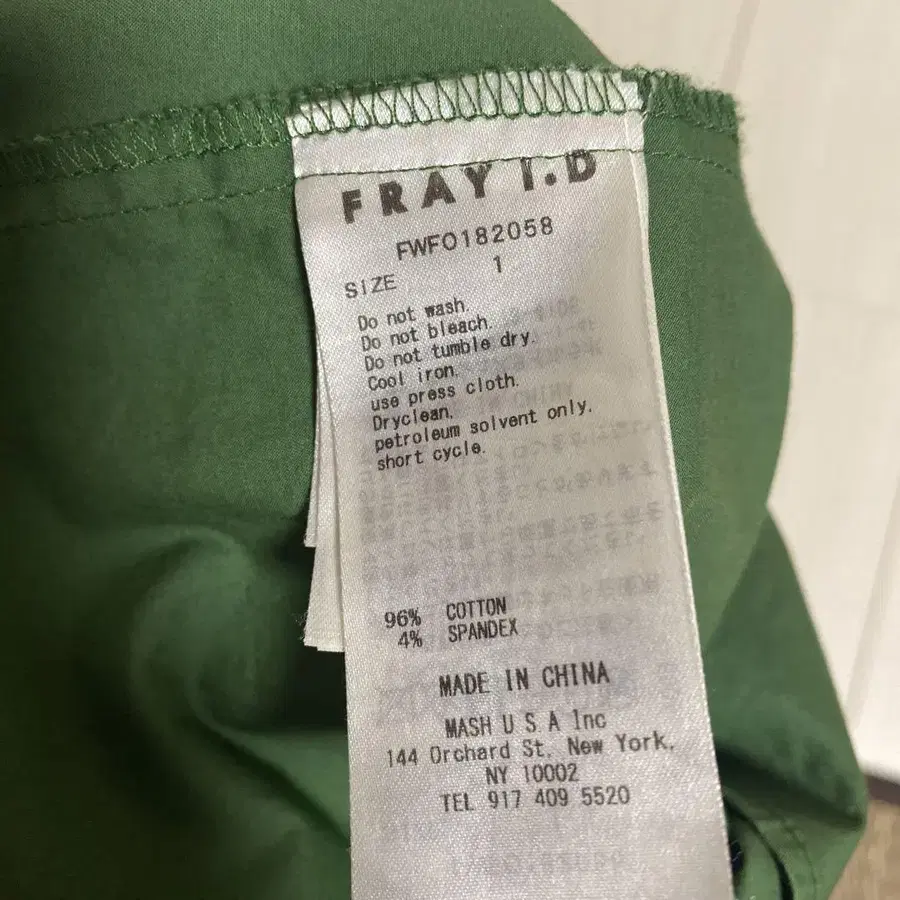 FRAY I.D
FWFO182058
SIZE 1
Do not wash.
Do not bleach.
Do not tumble dry.
Cool iron.
use press cloth.
Dryclean.
petroleum solvent only.
short cycle.
96% COTTON
4% SPANDEX
MADE IN CHINA
MASH U S A Inc
144 Orchard St. New York,
NY 10002
TEL 917 409 5520